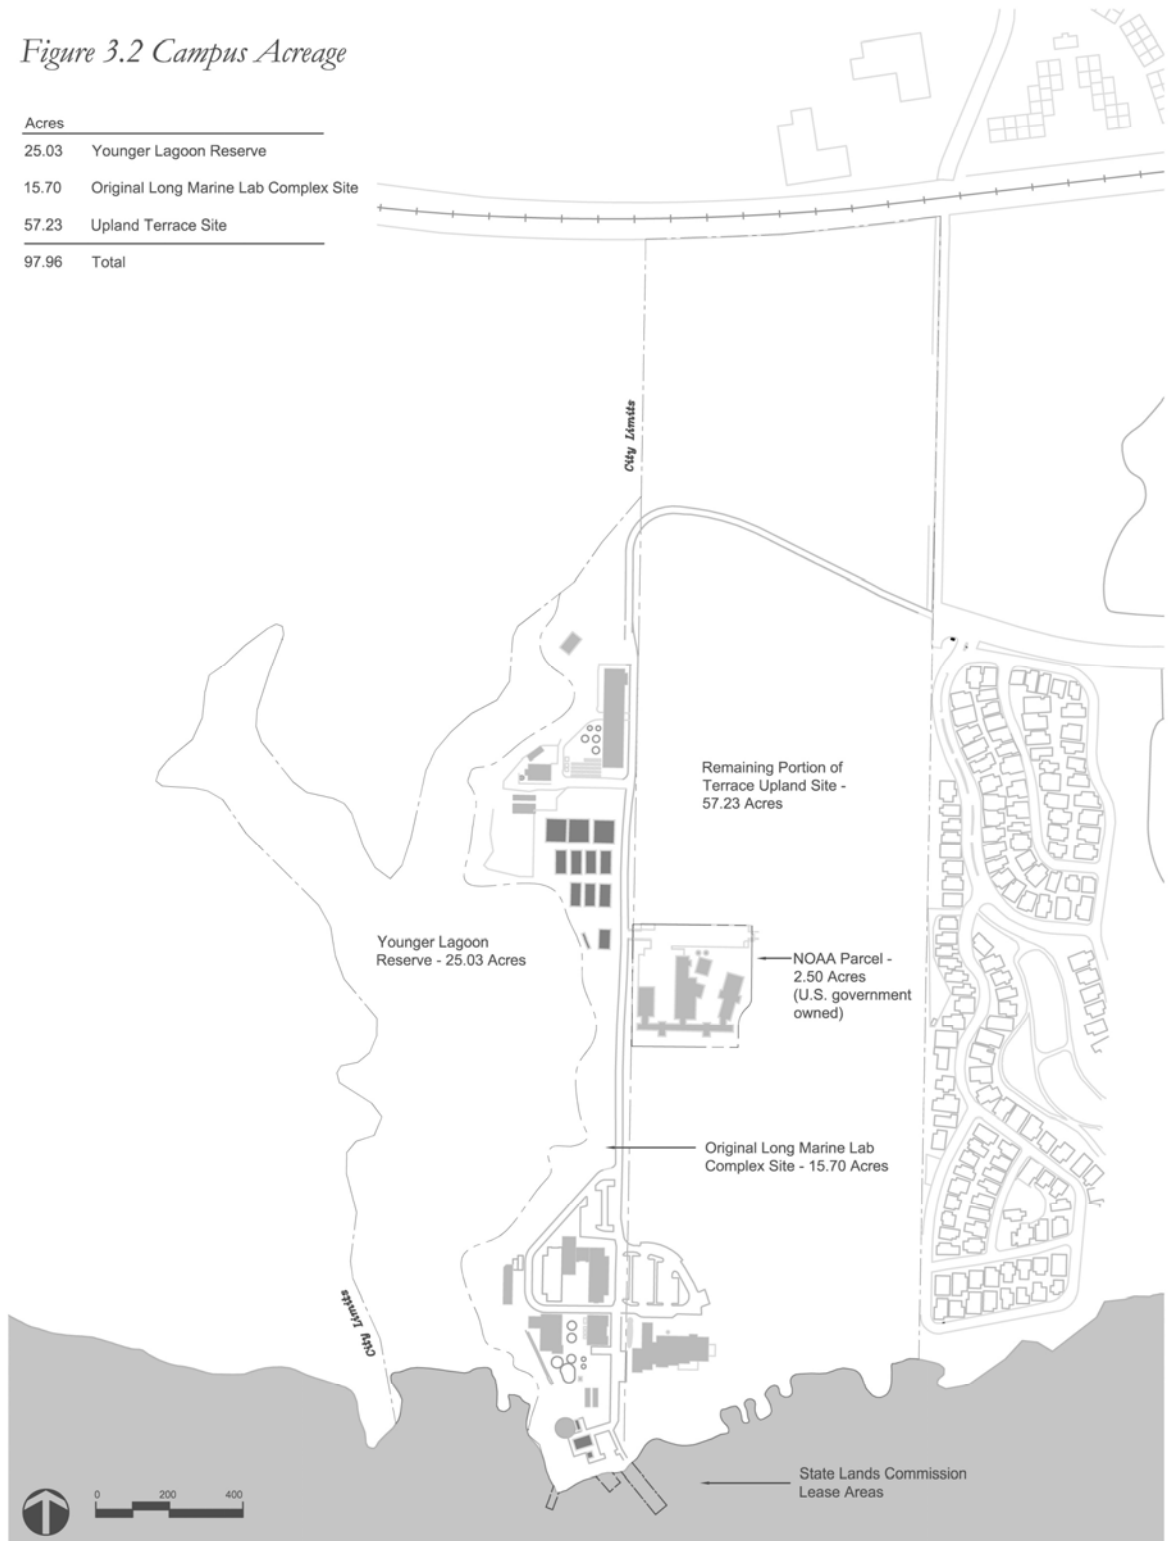 Figure 3.2 Campus Acreage
Acres
25.03 Younger Lagoon Reserve
15.70 Original Long Marine Lab Complex Site
57.23 Upland Terrace Site
97.96 Total
City Limits
Remaining Portion of
Terrace Upland Site -
57.23 Acres
Younger Lagoon
Reserve - 25.03 Acres
NOAA Parcel -
2.50 Acres
(U.S. government
owned)
Original Long Marine Lab
Complex Site - 15.70 Acres
City Limits
State Lands Commission
Lease Areas
0 200 400